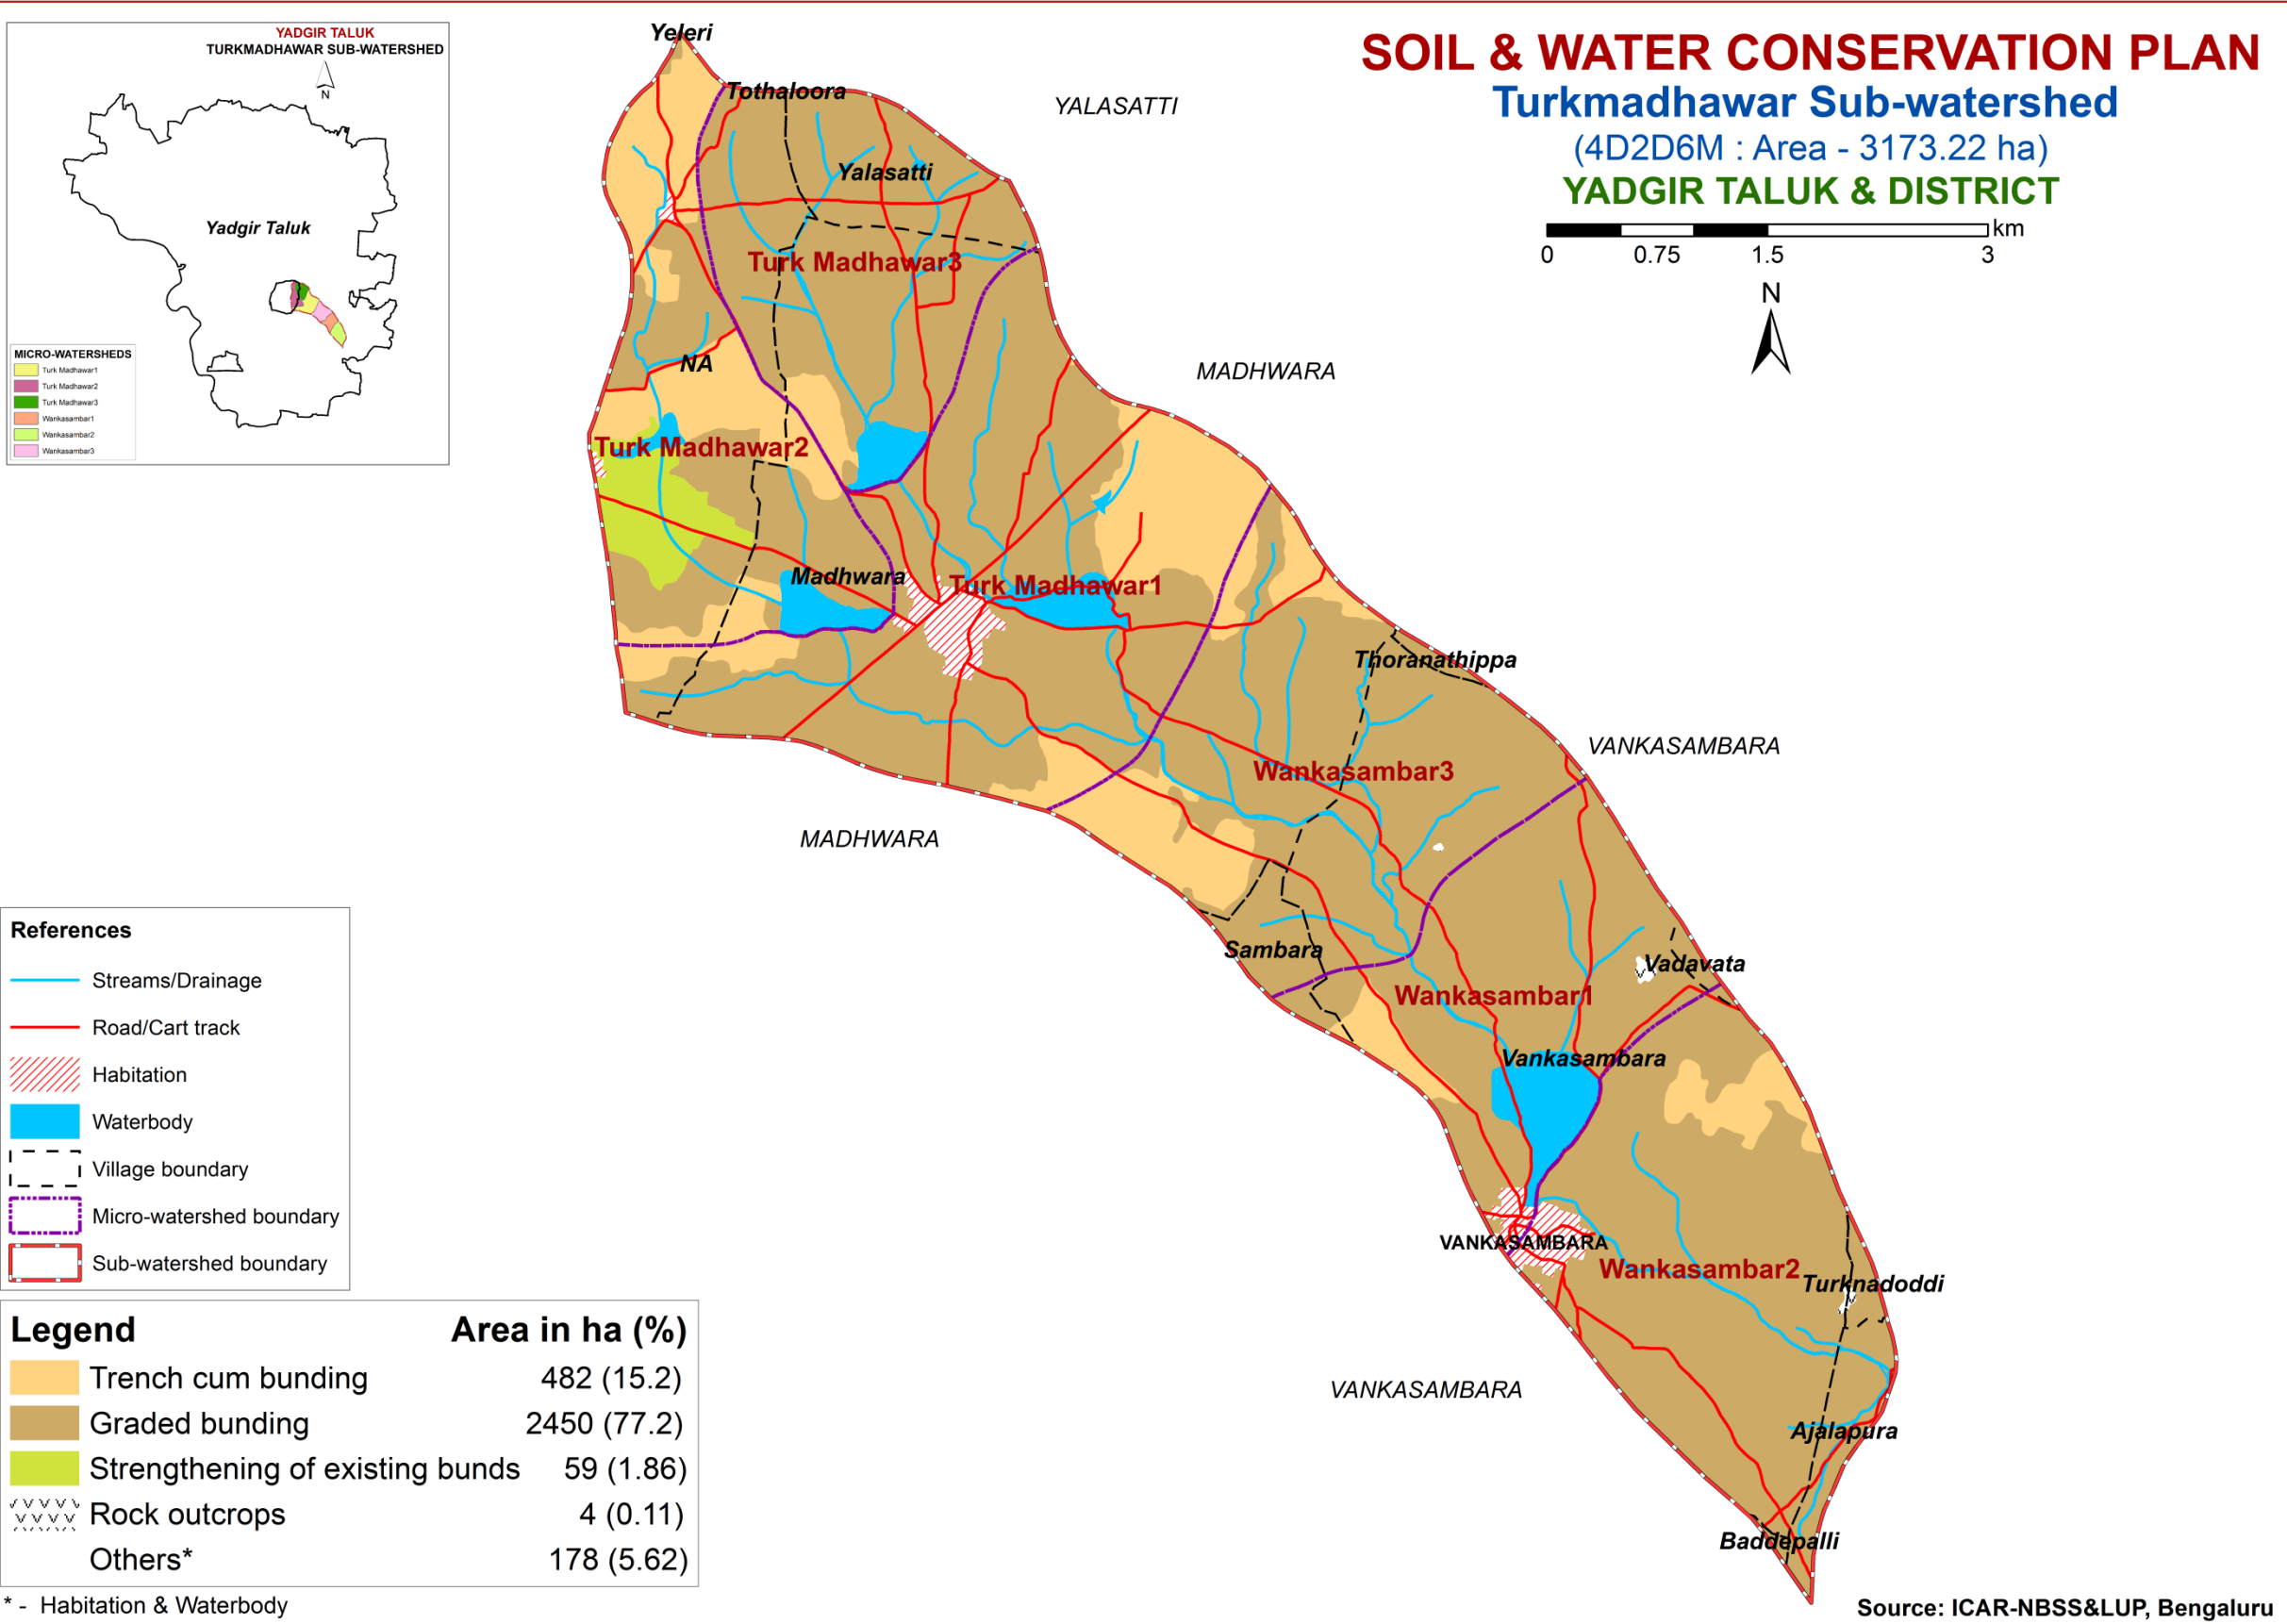 YADGIR TALUK
TURKMADHAWAR SUB-WATERSHED
N
Yadgir Taluk
MICRO-WATERSHEDS
Turk Madhawar1
Turk Madhawar2
Turk Madhawar3
Wankasambar1
Wankasambar2
Wankasambar3
SOIL & WATER CONSERVATION PLAN
Turkmadhawar Sub-watershed
(4D2D6M : Area - 3173.22 ha)
YADGIR TALUK & DISTRICT
km
0 0.75 1.5 3
N
Yeleri
Tothaloora
YALASATTI
Yalasatti
Turk Madhawar3
NA
MADHWARA
Turk Madhawar2
Madhwara
Turk Madhawar1
Thoranathippa
VANKASAMBARA
Wankasambar3
MADHWARA
Sambara
Vadavata
Wankasambar1
Vankasambara
VANKASAMBARA
Wankasambar2
Turknadoddi
VANKASAMBARA
Ajalapura
Baddepalli
References
Streams/Drainage
Road/Cart track
Habitation
Waterbody
Village boundary
Micro-watershed boundary
Sub-watershed boundary
Legend Area in ha (%)
Trench cum bunding 482 (15.2)
Graded bunding 2450 (77.2)
Strengthening of existing bunds 59 (1.86)
Rock outcrops 4 (0.11)
Others* 178 (5.62)
* - Habitation & Waterbody
Source: ICAR-NBSS&LUP, Bengaluru